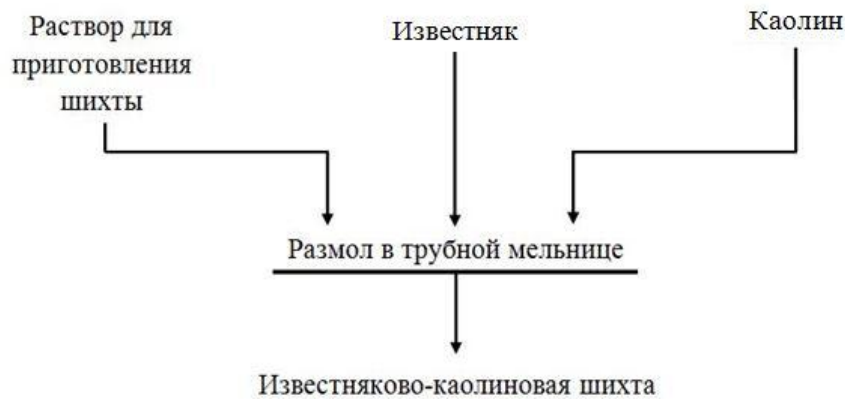 Раствор для
приготовления
шихты
Известняк
Каолин
Размол в трубной мельнице
Известняково-каолиновая шихта